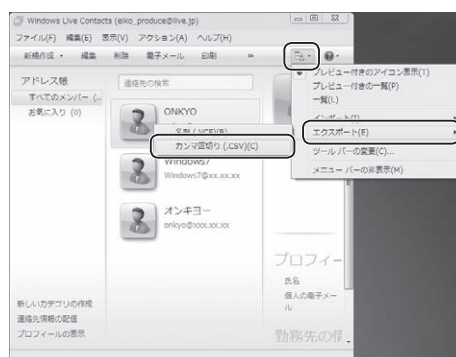 Windows Live Contacts (eiko_produce@live.jp)
ファイル(F) 編集(E) 表示(V) アクション(A) ヘルプ(H)
新規作成 編集 削除 電子メール 印刷 »
プレビュー付きのアイコン表示(T)
プレビュー付きの一覧(P)
一覧(L)
インポート(I)
エクスポート(E)
ツール バーの変更(C)...
メニュー バーの非表示(M)
アドレス帳
すべてのメンバー (..
お気に入り (0)
連絡先の検索
ONKYO
名刺 (.VCF)(B)
カンマ区切り (.CSV)(C)
Windows7
Windows7@xx.xx.xx
オンキヨー
onkyo@xxx.xx.xx
プロフィー
氏名
個人の電子メー
ル
勤務先の情
新しいカテゴリの作成
連絡先情報の配信
プロフィールの表示